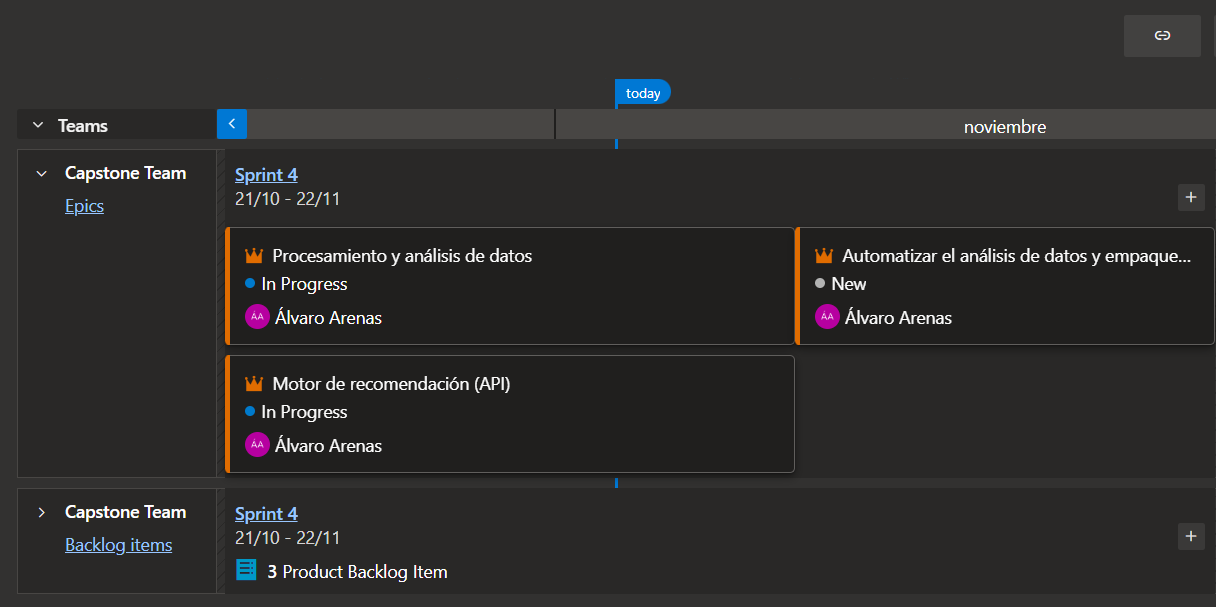 today
Teams
noviembre
Capstone Team
Epics
Sprint 4
21/10 - 22/11
Procesamiento y análisis de datos
In Progress
ÁA Álvaro Arenas
Automatizar el análisis de datos y empaque...
New
ÁA Álvaro Arenas
Motor de recomendación (API)
In Progress
ÁA Álvaro Arenas
Capstone Team
Backlog items
Sprint 4
21/10 - 22/11
3 Product Backlog Item